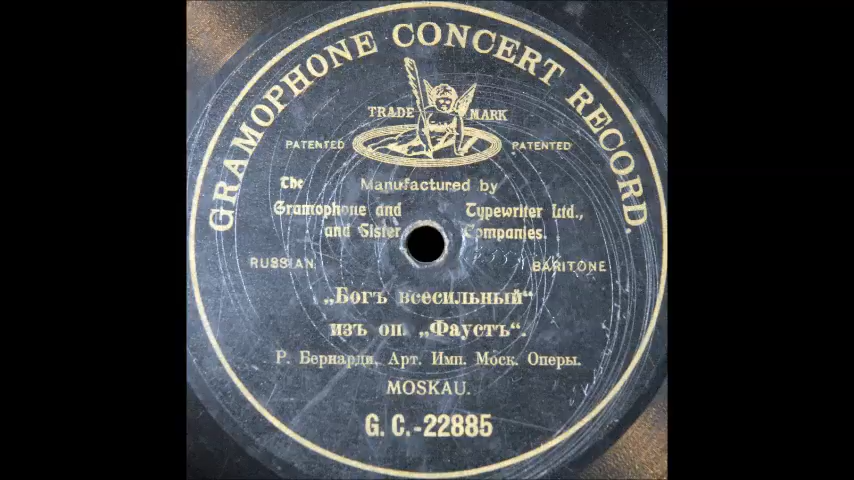 GRAMOPHONE CONCERT RECORD.
TRADE MARK
PATENTED PATENTED
The Manufactured by
Gramophone and Typewriter Ltd.,
and Sister Companies.
RUSSIAN BARITONE
„Богъ всесильный“
изъ оп. „Фаустъ“.
Р. Бернарди. Арт. Имп. Моск. Оперы.
MOSKAU.
G. C.-22885